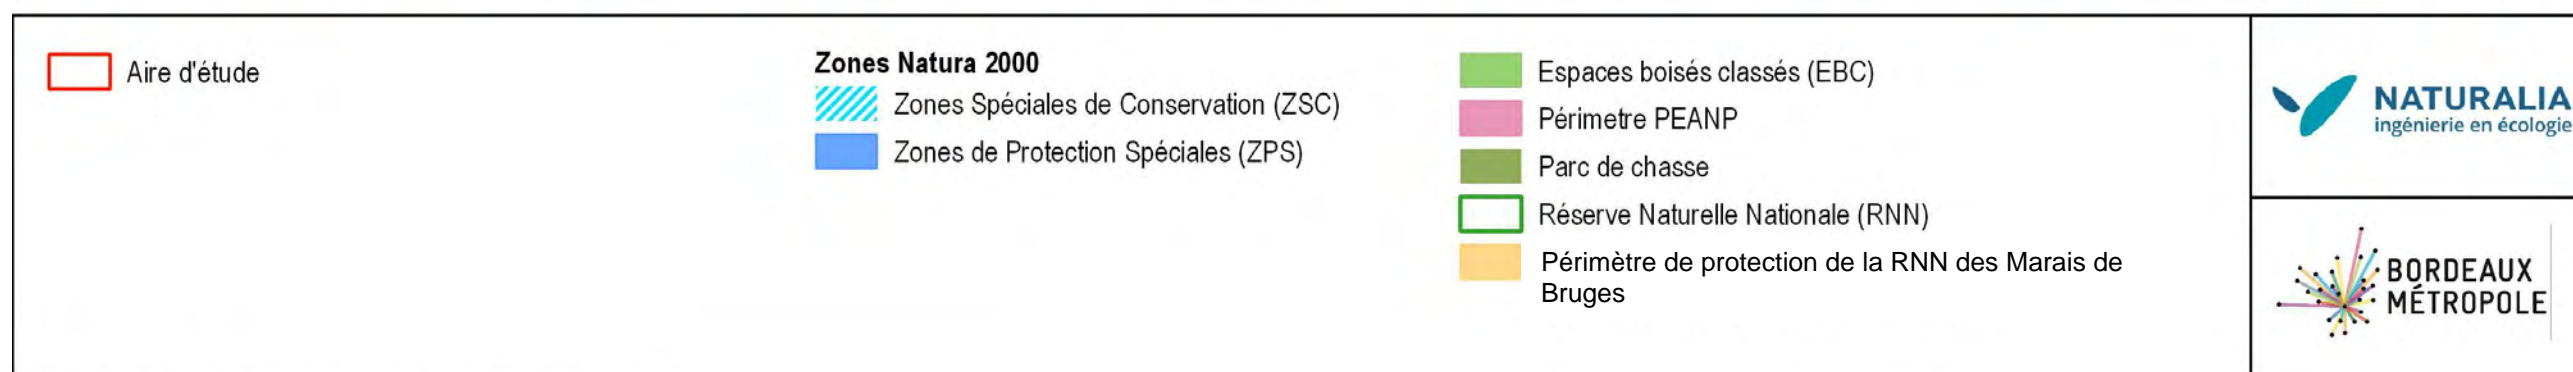 Aire d'étude
Zones Natura 2000
Zones Spéciales de Conservation (ZSC)
Zones de Protection Spéciales (ZPS)
Espaces boisés classés (EBC)
Périmetre PEANP
Parc de chasse
Réserve Naturelle Nationale (RNN)
Périmètre de protection de la RNN des Marais de
Bruges
NATURALIA
ingénierie en écologie
BORDEAUX
MÉTROPOLE